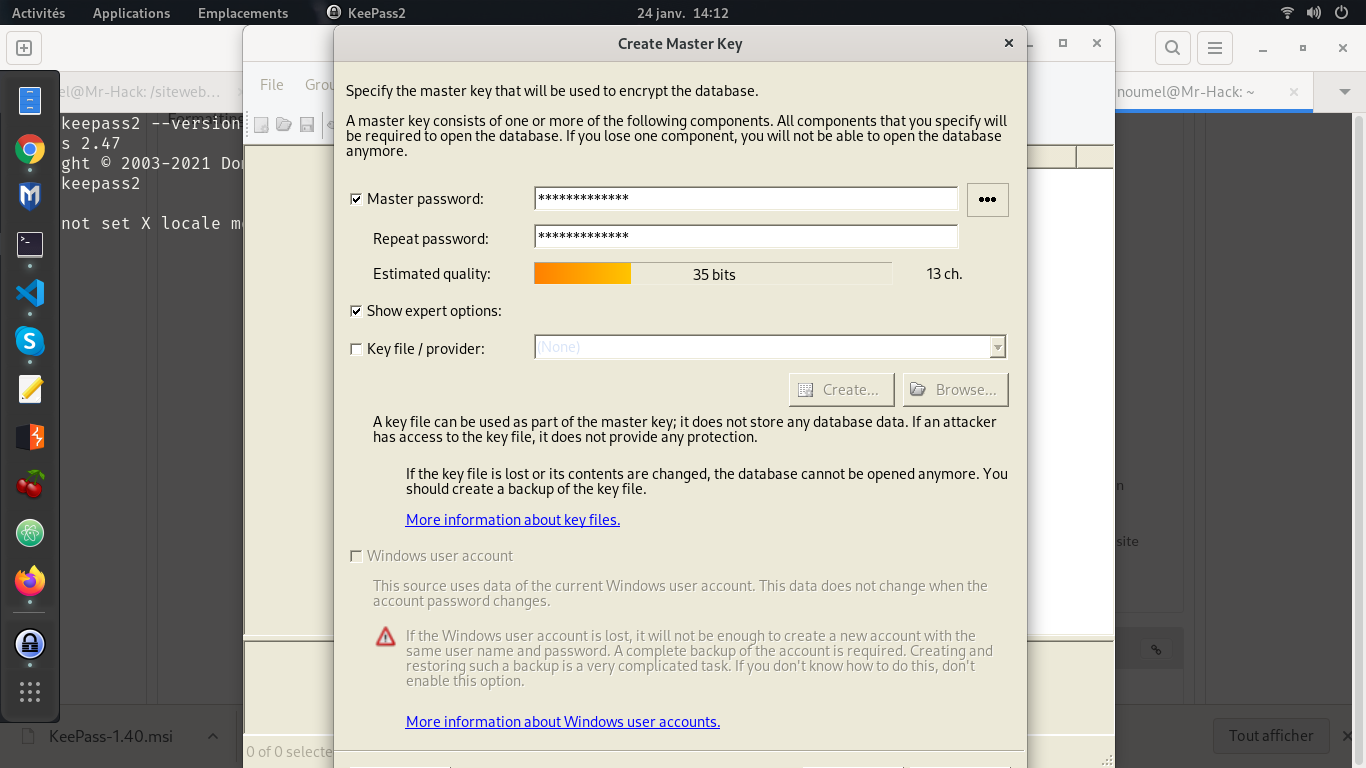 Activités Applications Emplacements KeePass2 24 janv. 14:12
Create Master Key
File Grou
el@Mr-Hack: /siteweb…
noumel@Mr-Hack: ~
keepass2 --version
s 2.47
ght © 2003-2021 Do
keepass2
not set X locale m
Specify the master key that will be used to encrypt the database.
A master key consists of one or more of the following components. All components that you specify will
be required to open the database. If you lose one component, you will not be able to open the database
anymore.
Master password: *************
•••
Repeat password: *************
Estimated quality: 35 bits 13 ch.
Show expert options:
Key file / provider: (None)
Create... Browse...
A key file can be used as part of the master key; it does not store any database data. If an attacker
has access to the key file, it does not provide any protection.
If the key file is lost or its contents are changed, the database cannot be opened anymore. You
should create a backup of the key file.
More information about key files.
Windows user account
This source uses data of the current Windows user account. This data does not change when the
account password changes.
If the Windows user account is lost, it will not be enough to create a new account with the
same user name and password. A complete backup of the account is required. Creating and
restoring such a backup is a very complicated task. If you don't know how to do this, don't
enable this option.
More information about Windows user accounts.
n
site
0 of 0 selecte
KeePass-1.40.msi
Tout afficher